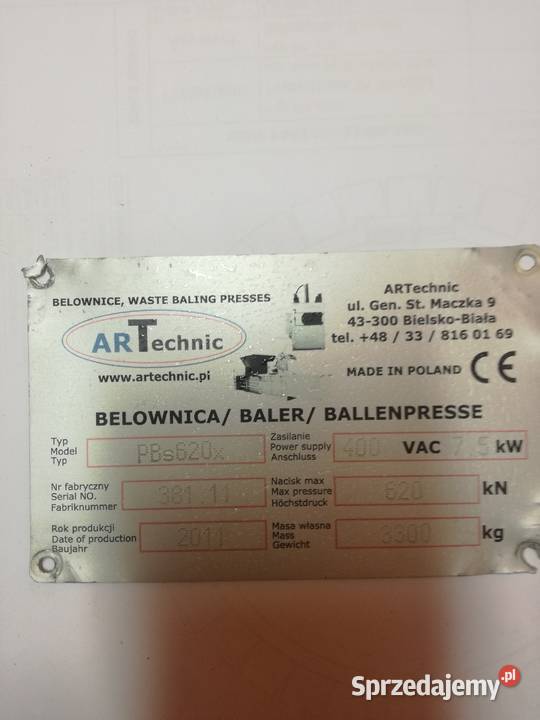 BELOWNICE, WASTE BALING PRESSES
ARTechnic
www.artechnic.pl
ARTechnic
ul. Gen. St. Maczka 9
43-300 Bielsko-Biała
tel. +48 / 33 / 816 01 69
MADE IN POLAND CE
BELOWNICA/ BALER/ BALLENPRESSE
Typ
Model
Typ
PBs620x
Zasilanie
Power supply
Anschluss
400 VAC 7.5 kW
Nr fabryczny
Serial NO.
Fabriknummer
381.11
Nacisk max
Max pressure
Höchstdruck
620 kN
Rok produkcji
Date of production
Baujahr
2011
Masa własna
Mass
Gewicht
3300 kg
Sprzedajemy.pl